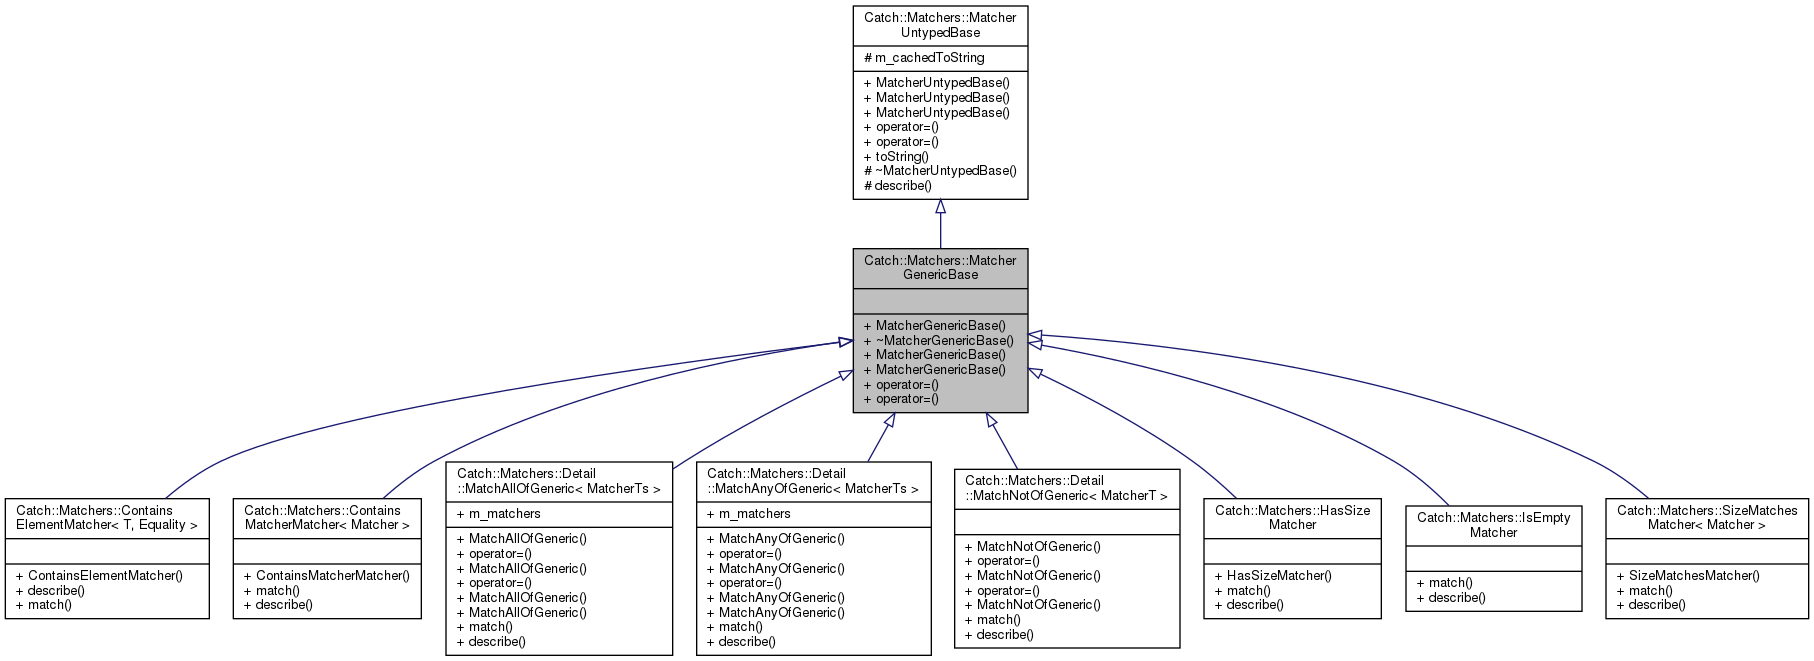 Catch::Matchers::Matcher
UntypedBase
# m_cachedToString
+ MatcherUntypedBase()
+ MatcherUntypedBase()
+ MatcherUntypedBase()
+ operator=()
+ operator=()
+ toString()
# ~MatcherUntypedBase()
# describe()
Catch::Matchers::Matcher
GenericBase
+ MatcherGenericBase()
+ ~MatcherGenericBase()
+ MatcherGenericBase()
+ MatcherGenericBase()
+ operator=()
+ operator=()
Catch::Matchers::Contains
ElementMatcher< T, Equality >
+ ContainsElementMatcher()
+ describe()
+ match()
Catch::Matchers::Contains
MatcherMatcher< Matcher >
+ ContainsMatcherMatcher()
+ match()
+ describe()
Catch::Matchers::Detail
::MatchAllOfGeneric< MatcherTs >
+ m_matchers
+ MatchAllOfGeneric()
+ operator=()
+ MatchAllOfGeneric()
+ operator=()
+ MatchAllOfGeneric()
+ MatchAllOfGeneric()
+ match()
+ describe()
Catch::Matchers::Detail
::MatchAnyOfGeneric< MatcherTs >
+ m_matchers
+ MatchAnyOfGeneric()
+ operator=()
+ MatchAnyOfGeneric()
+ operator=()
+ MatchAnyOfGeneric()
+ MatchAnyOfGeneric()
+ match()
+ describe()
Catch::Matchers::Detail
::MatchNotOfGeneric< MatcherT >
+ MatchNotOfGeneric()
+ operator=()
+ MatchNotOfGeneric()
+ operator=()
+ MatchNotOfGeneric()
+ match()
+ describe()
Catch::Matchers::HasSize
Matcher
+ HasSizeMatcher()
+ match()
+ describe()
Catch::Matchers::IsEmpty
Matcher
+ match()
+ describe()
Catch::Matchers::SizeMatches
Matcher< Matcher >
+ SizeMatchesMatcher()
+ match()
+ describe()